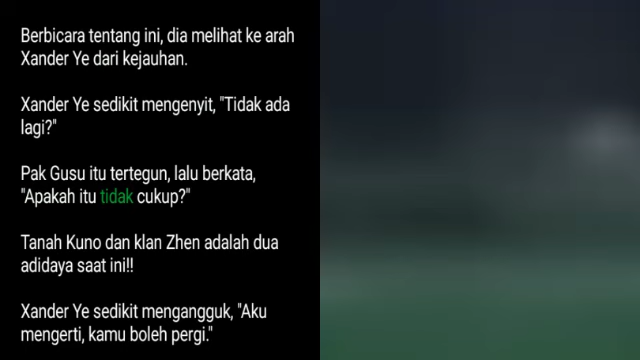 Berbicara tentang ini, dia melihat ke arah
Xander Ye dari kejauhan.
Xander Ye sedikit mengenyit, "Tidak ada
lagi?"
Pak Gusu itu tertegun, lalu berkata,
"Apakah itu tidak cukup?"
Tanah Kuno dan klan Zhen adalah dua
adidaya saat ini!!
Xander Ye sedikit mengangguk, "Aku
mengerti, kamu boleh pergi."